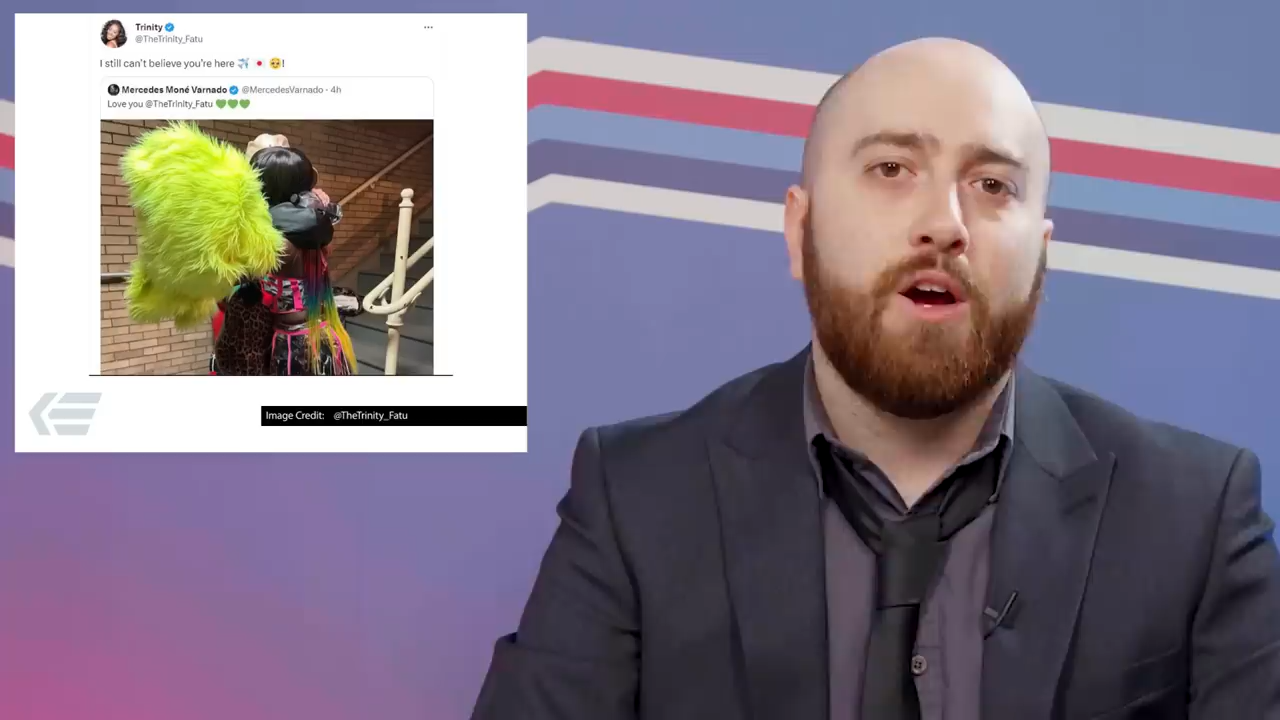 Trinity
@TheTrinity_Fatu
I still can't believe you're here ✈️ 🇯🇵 🥹!
Mercedes Moné Varnado @MercedesVarnado · 4h
Love you @TheTrinity_Fatu 💚💚💚
Image Credit: @TheTrinity_Fatu